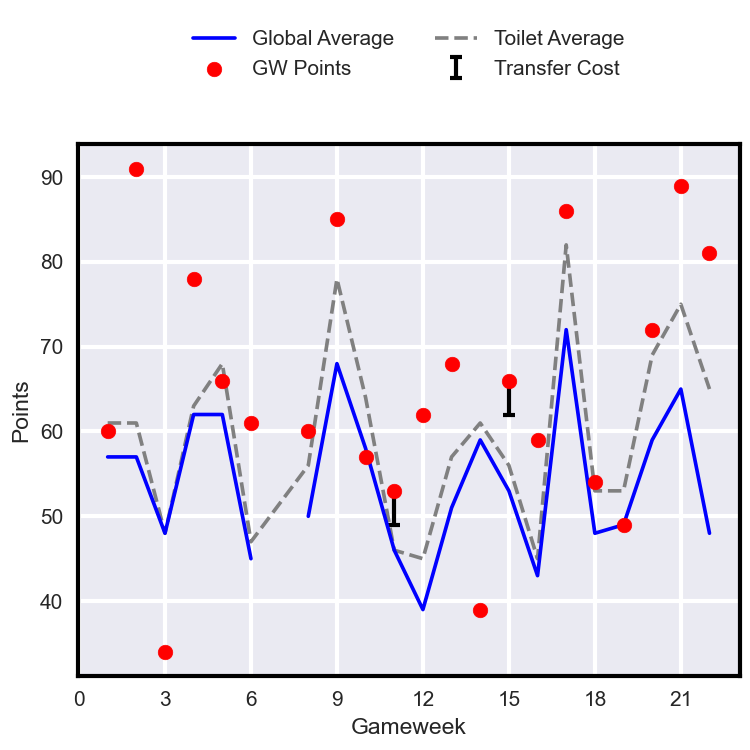 Global Average
Toilet Average
GW Points
Transfer Cost
90
80
70
60
50
40
Points
0 3 6 9 12 15 18 21
Gameweek